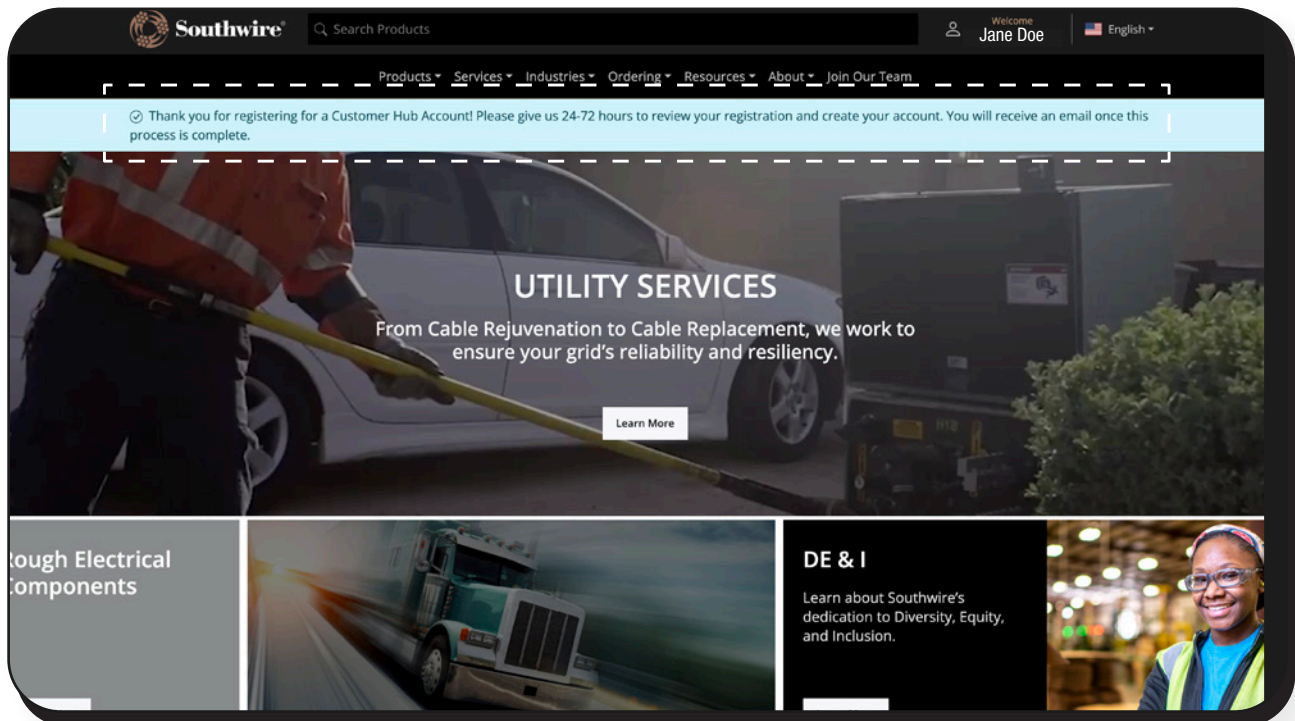 Southwire®
Search Products
Welcome
Jane Doe
English
Products Services Industries Ordering Resources About Join Our Team
Thank you for registering for a Customer Hub Account! Please give us 24-72 hours to review your registration and create your account. You will receive an email once this
process is complete.
UTILITY SERVICES
From Cable Rejuvenation to Cable Replacement, we work to
ensure your grid’s reliability and resiliency.
Learn More
Rough Electrical
Components
DE & I
Learn about Southwire’s
dedication to Diversity, Equity,
and Inclusion.